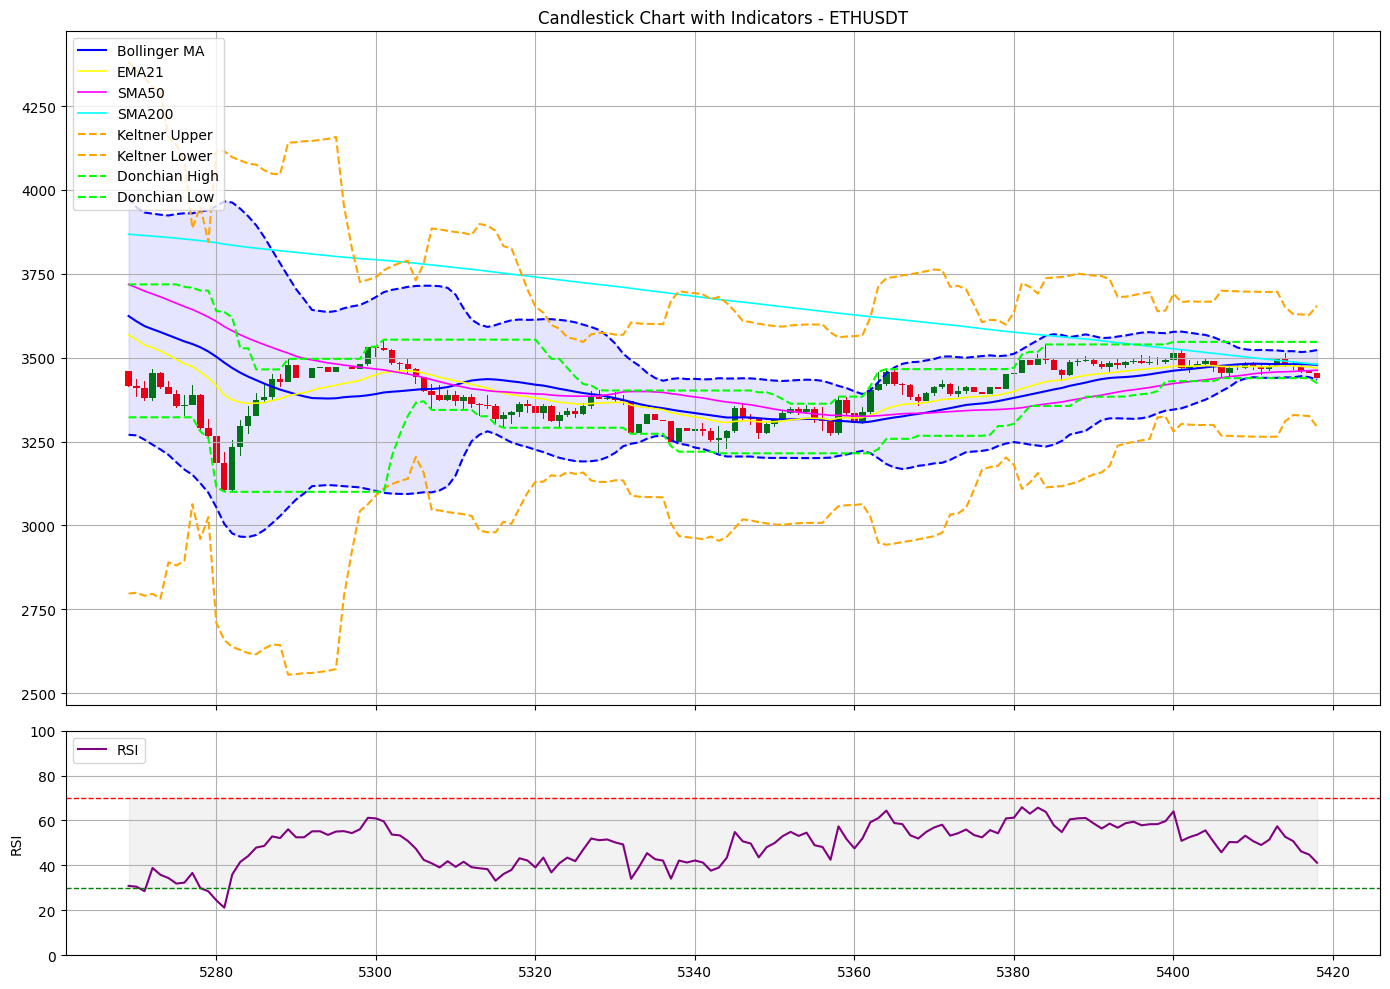 Candlestick Chart with Indicators - ETHUSDT
Bollinger MA
EMA21
SMA50
SMA200
Keltner Upper
Keltner Lower
Donchian High
Donchian Low
4250
4000
3750
3500
3250
3000
2750
2500
RSI
100
80
60
40
20
0
RSI
5280 5300 5320 5340 5360 5380 5400 5420